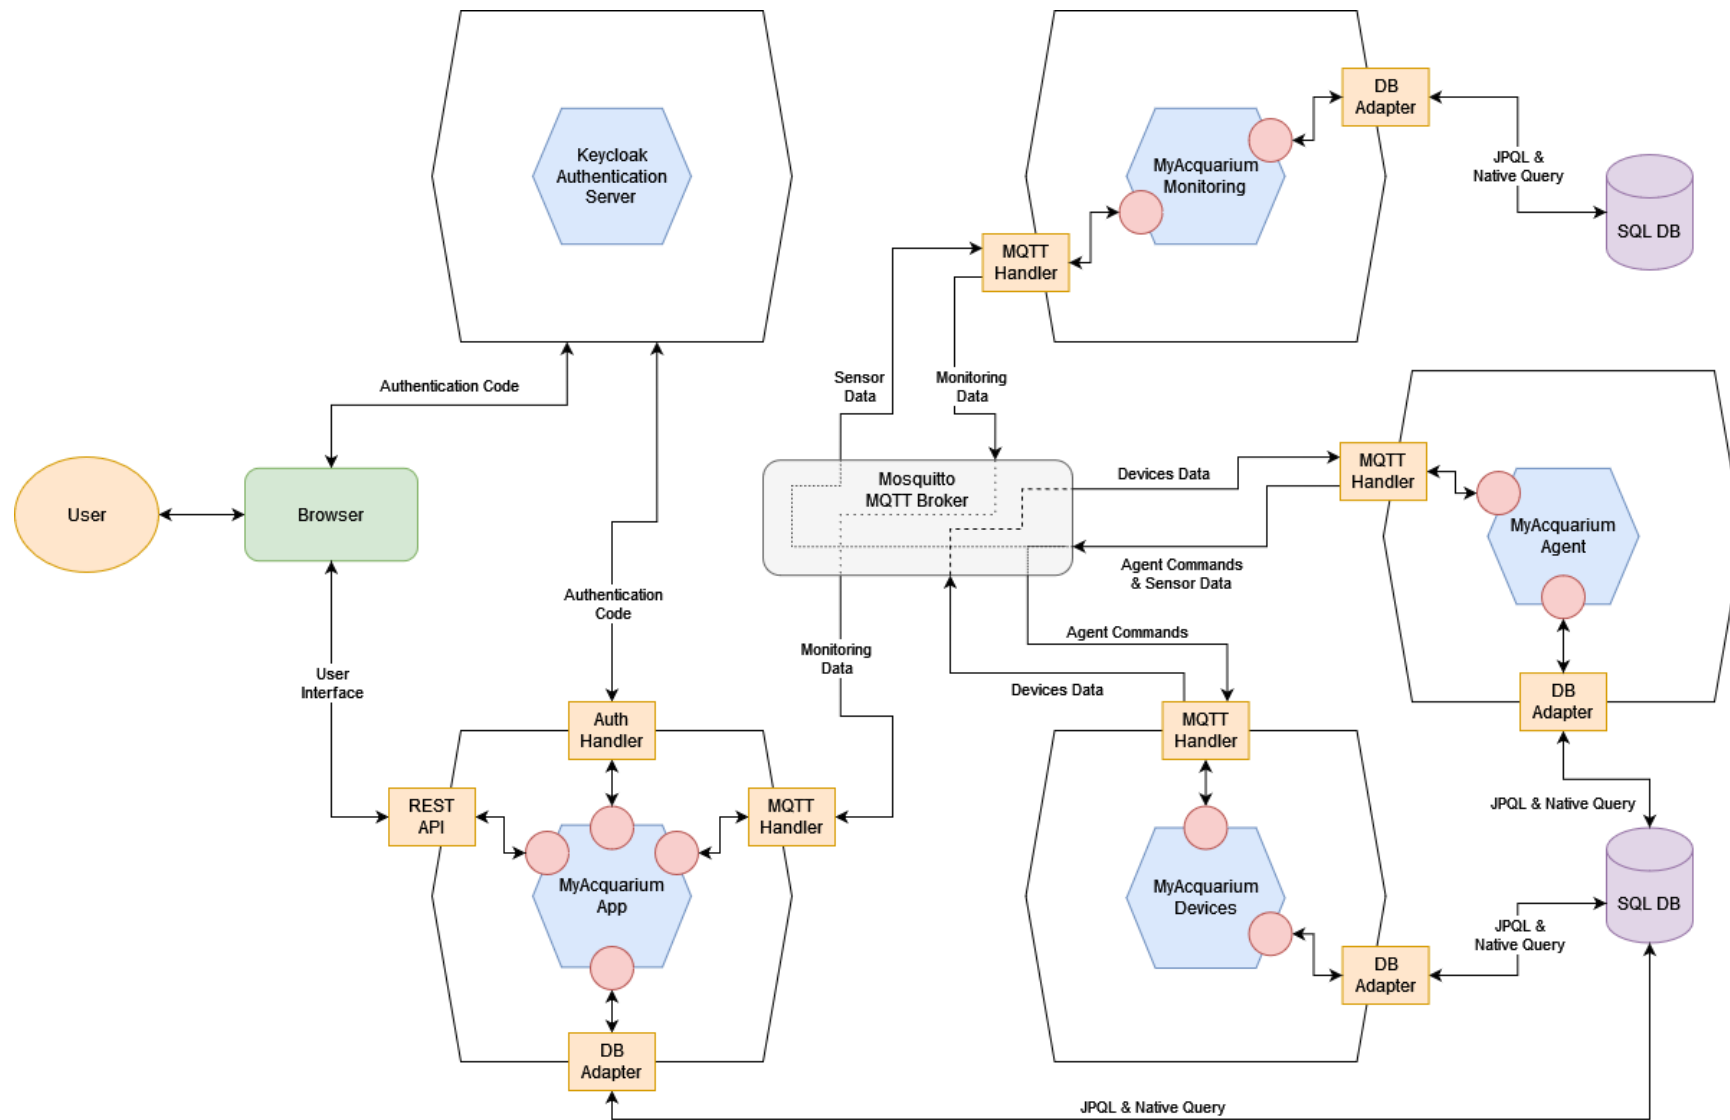 Keycloak
Authentication
Server
DB
Adapter
MyAcquarium
Monitoring
JPQL &
Native Query
SQL DB
MQTT
Handler
Authentication Code
Sensor
Data
Monitoring
Data
User
Browser
Mosquitto
MQTT Broker
Devices Data
MQTT
Handler
MyAcquarium
Agent
Agent Commands
& Sensor Data
Authentication
Code
Agent Commands
Monitoring
Data
User
Interface
Devices Data
DB
Adapter
Auth
Handler
MQTT
Handler
JPQL & Native Query
REST
API
MQTT
Handler
MyAcquarium
App
MyAcquarium
Devices
SQL DB
JPQL &
Native Query
DB
Adapter
DB
Adapter
JPQL & Native Query